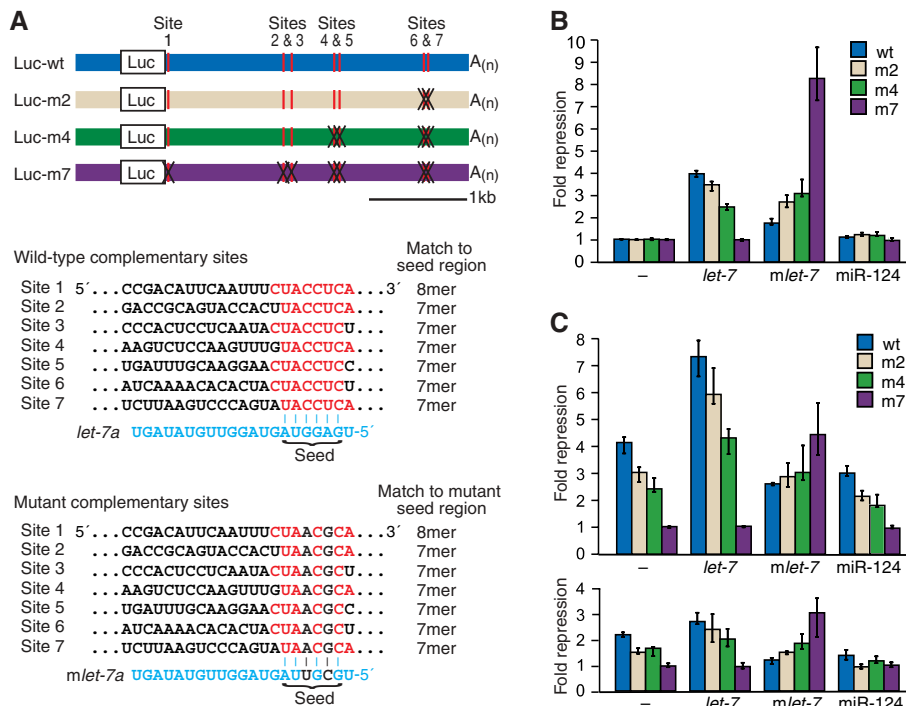 A
Site 1
Sites 2 & 3
Sites 4 & 5
Sites 6 & 7
Luc-wt Luc A(n)
Luc-m2 Luc A(n)
Luc-m4 Luc A(n)
Luc-m7 Luc A(n)
1kb
Wild-type complementary sites
Match to seed region
Site 1 5´ ...CCGACAUUCAAUUUCUACCUCA... 3´ 8mer
Site 2 ...GACCGCAGUACCACUUACCUCA... 7mer
Site 3 ...CCCACUCCUCAAUACUACCUCU... 7mer
Site 4 ...AAGUCUCCAAGUUUGUACCUCA... 7mer
Site 5 ...UGAUUUGCAAGGAACUACCUCC... 7mer
Site 6 ...AUCAAAACACACUACUACCUCU... 7mer
Site 7 ...UCUUAAGUCCCAGUAUACCUCA... 7mer
let-7a UGAUAUGUUGGAUGAUGGAGU-5´
Seed
Mutant complementary sites
Match to mutant seed region
Site 1 5´ ...CCGACAUUCAAUUUCUAACGCA... 3´ 8mer
Site 2 ...GACCGCAGUACCACUUAACGCA... 7mer
Site 3 ...CCCACUCCUCAAUACUAACGCU... 7mer
Site 4 ...AAGUCUCCAAGUUUGUAACGCA... 7mer
Site 5 ...UGAUUUGCAAGGAACUAACGCC... 7mer
Site 6 ...AUCAAAACACACUACUAACGCU... 7mer
Site 7 ...UCUUAAGUCCCAGUAUAACGCA... 7mer
mlet-7a UGAUAUGUUGGAUGAUUGCGU-5´
Seed
B
Fold repression
10
9
8
7
6
5
4
3
2
1
0
wt
m2
m4
m7
– let-7 mlet-7 miR-124
C
Fold repression
8
7
6
5
4
3
2
1
0
wt
m2
m4
m7
– let-7 mlet-7 miR-124
Fold repression
4
3
2
1
0
– let-7 mlet-7 miR-124